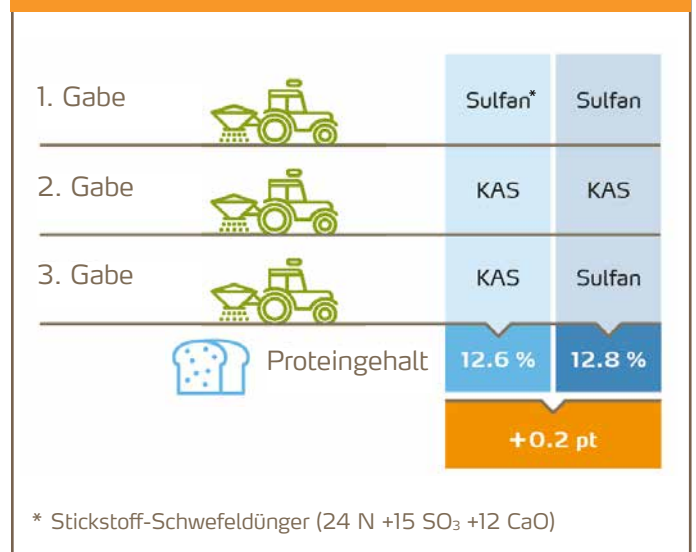 1. Gabe Sulfan* Sulfan
2. Gabe KAS KAS
3. Gabe KAS Sulfan
Proteingehalt 12.6 % 12.8 %
+0.2 pt
* Stickstoff-Schwefeldünger (24 N +15 SO₃ +12 CaO)